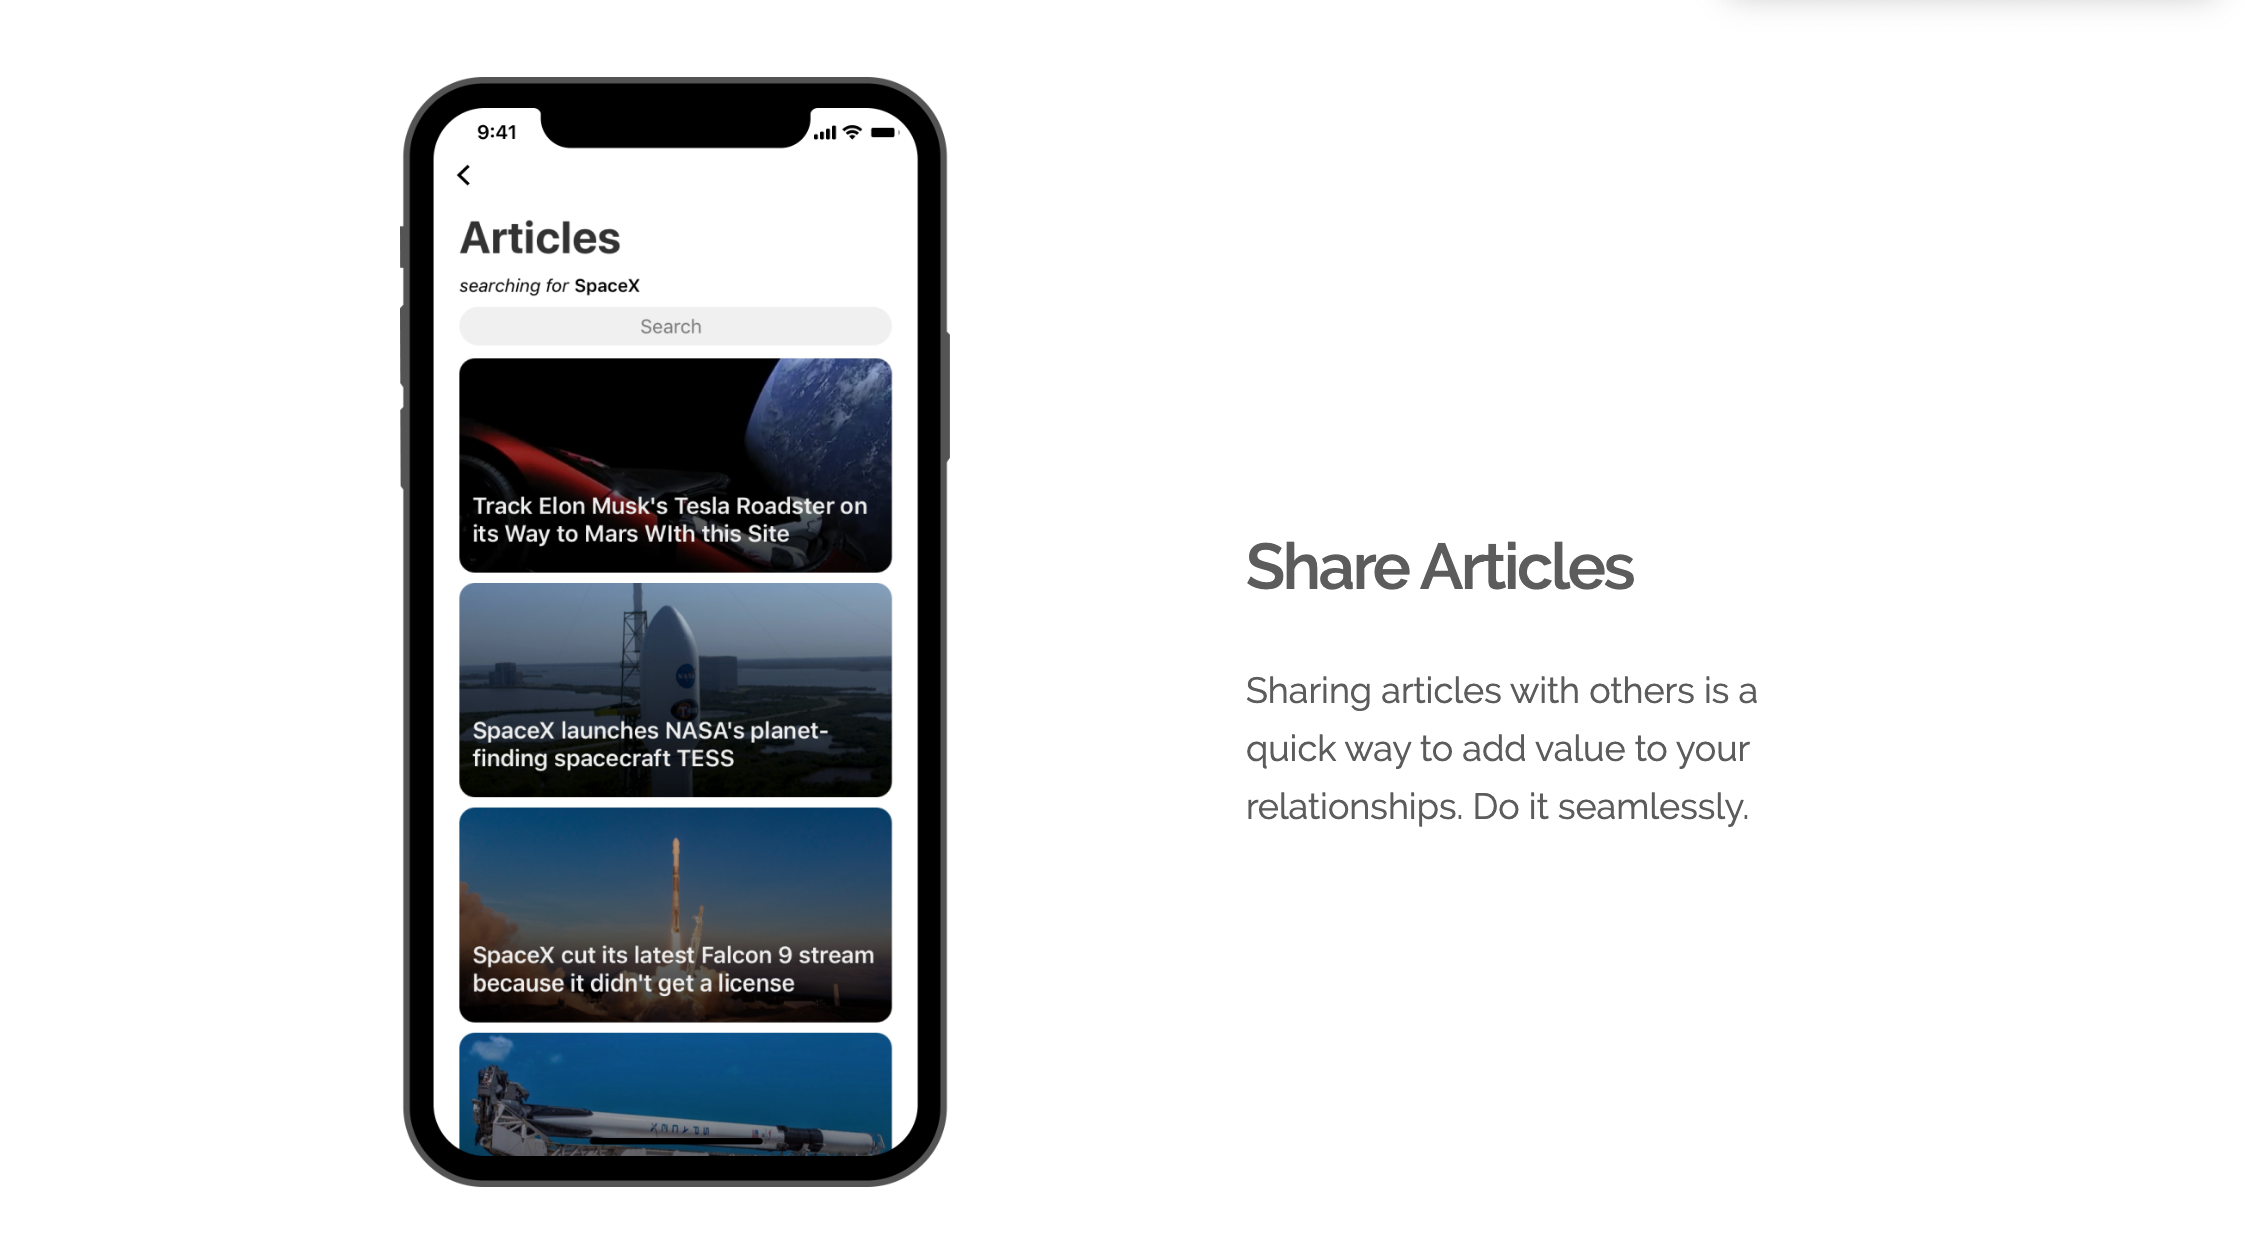 9:41
Articles
searching for SpaceX
Search
Track Elon Musk's Tesla Roadster on
its Way to Mars WIth this Site
NASA
SpaceX launches NASA's planet-
finding spacecraft TESS
SpaceX cut its latest Falcon 9 stream
because it didn't get a license
SPACEX
Share Articles
Sharing articles with others is a
quick way to add value to your
relationships. Do it seamlessly.